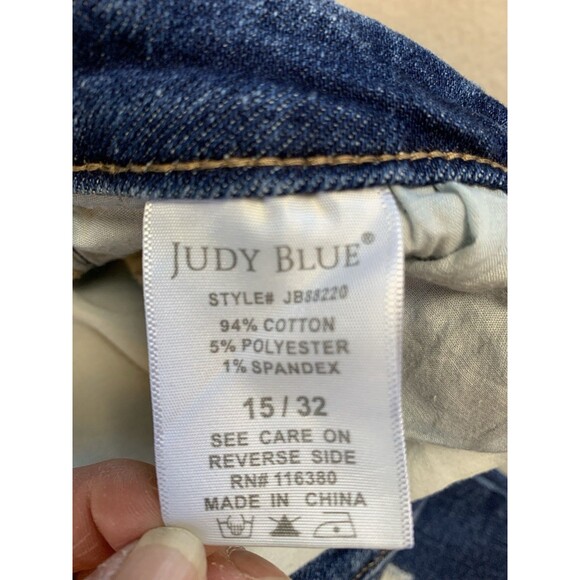 JUDY BLUE®
STYLE# JB88220
94% COTTON
5% POLYESTER
1% SPANDEX
15 / 32
SEE CARE ON
REVERSE SIDE
RN# 116380
MADE IN CHINA